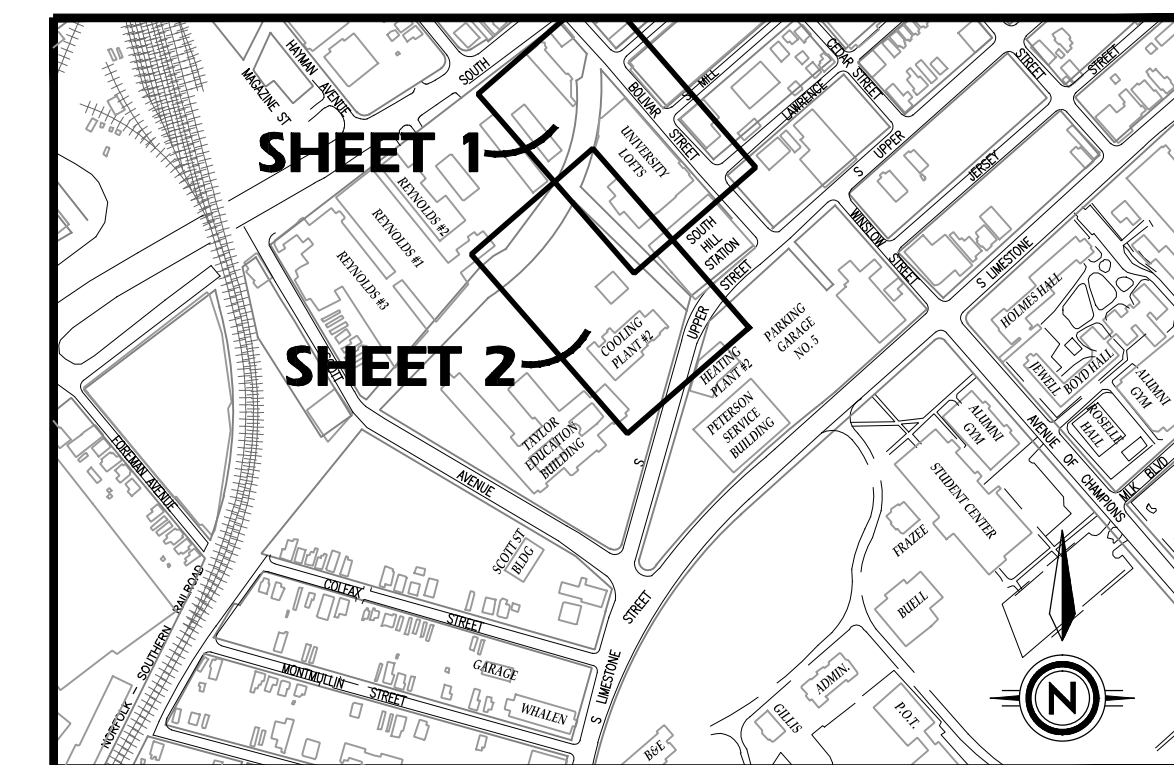 HAYMAN AVENUE
MAGAZINE ST
SOUTH
BOLIVAR STREET
S MILL
CEDAR STREET
LAWRENCE
STREET
STREET
SHEET 1
UNIVERSITY
LOFTS
S UPPER
JERSEY
REYNOLDS #2
REYNOLDS #1
REYNOLDS #3
SOUTH
HILL
STATION
UPPER STREET
S
WINSLOW STREET
S LIMESTONE
HOLMES HALL
PARKING
GARAGE
NO.5
SHEET 2
COOLING
PLANT #2
HEATING
PLANT #2
PETERSON
SERVICE
BUILDING
TAYLOR
EDUCATION
BUILDING
JEWELL
BOYD HALL
ALUMNI
GYM
ROSELLE
HALL
ALUMNI
GYM
AVENUE OF CHAMPIONS
MLK BLVD
STUDENT CENTER
FOREMAN AVENUE
AVENUE
SCOTT ST
BLDG
FRAZEE
BUELL
COLFAX STREET
STREET
S LIMESTONE
GARAGE
MONTMULLIN STREET
WHALEN
NORFOLK - SOUTHERN RAILROAD
ADMIN.
GILLIS
P.O.T.
B&E
N